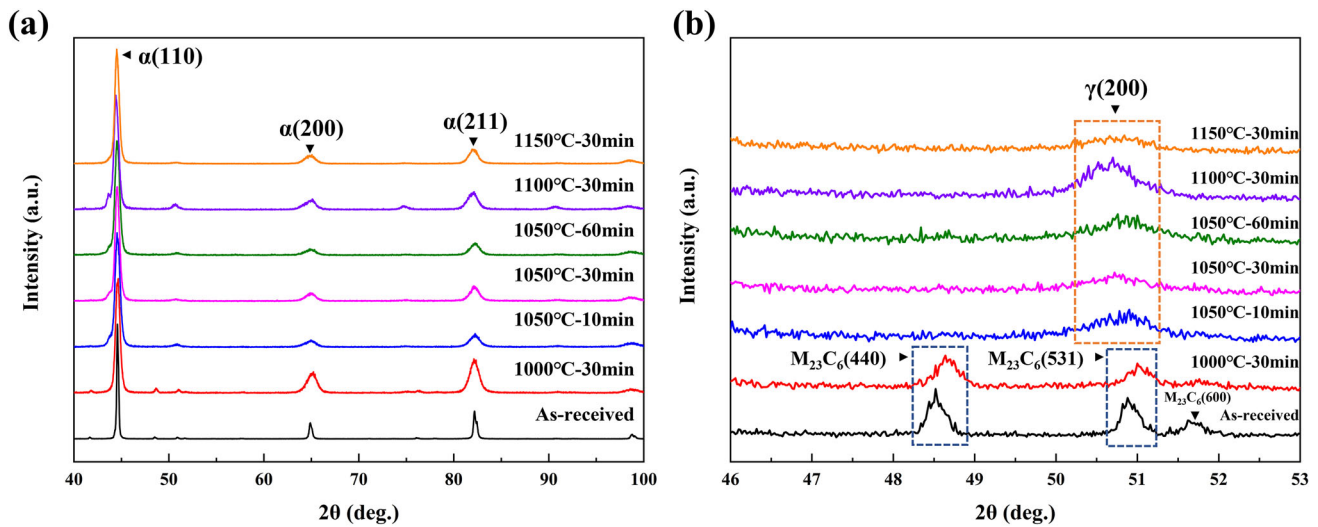 (a)
α(110)
α(200)
α(211)
1150℃-30min
1100℃-30min
1050℃-60min
1050℃-30min
1050℃-10min
1000℃-30min
As-received
Intensity (a.u.)
40 50 60 70 80 90 100
2θ (deg.)
(b)
γ(200)
1150℃-30min
1100℃-30min
1050℃-60min
1050℃-30min
1050℃-10min
M₂₃C₆(440)
M₂₃C₆(531)
1000℃-30min
M₂₃C₆(600)
As-received
Intensity (a.u.)
46 47 48 49 50 51 52 53
2θ (deg.)